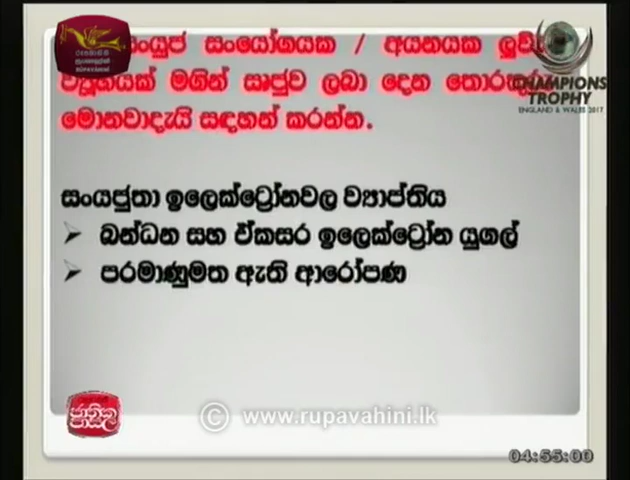 සංයුජ සංයෝගයක / අයනයක ලුවිස්
ව්‍යුහයක් මගින් සෘජුව ලබා දෙන තොරතුරු
මොනවාදැයි සඳහන් කරන්න.
CHAMPIONS
TROPHY
ENGLAND & WALES 2017
සංයුජතා ඉලෙක්ට්‍රෝනවල ව්‍යාප්තිය
බන්ධන සහ ඒකසර ඉලෙක්ට්‍රෝන යුගල්
පරමාණුමත ඇති ආරෝපණ
ජාතික
පාසල
© www.rupavahini.lk
04:55:00